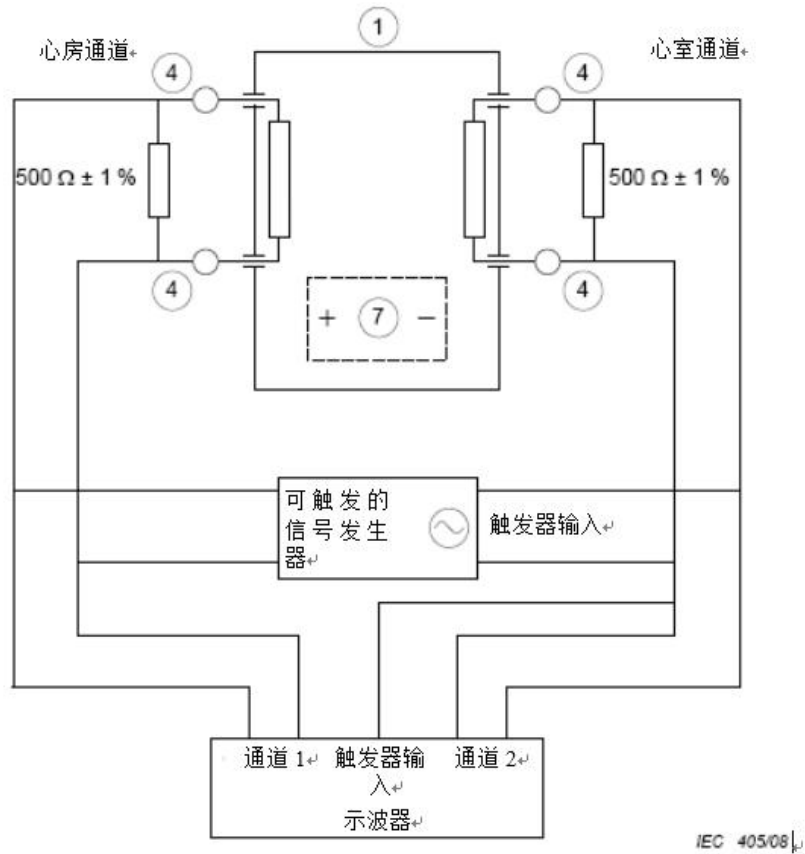 ①
心房通道
心室通道
④
④
500 Ω ± 1 %
500 Ω ± 1 %
④
④
+ ⑦ −
可触发的
信号发生
器
触发器输入
通道 1
触发器输
入
通道 2
示波器
IEC 405/08